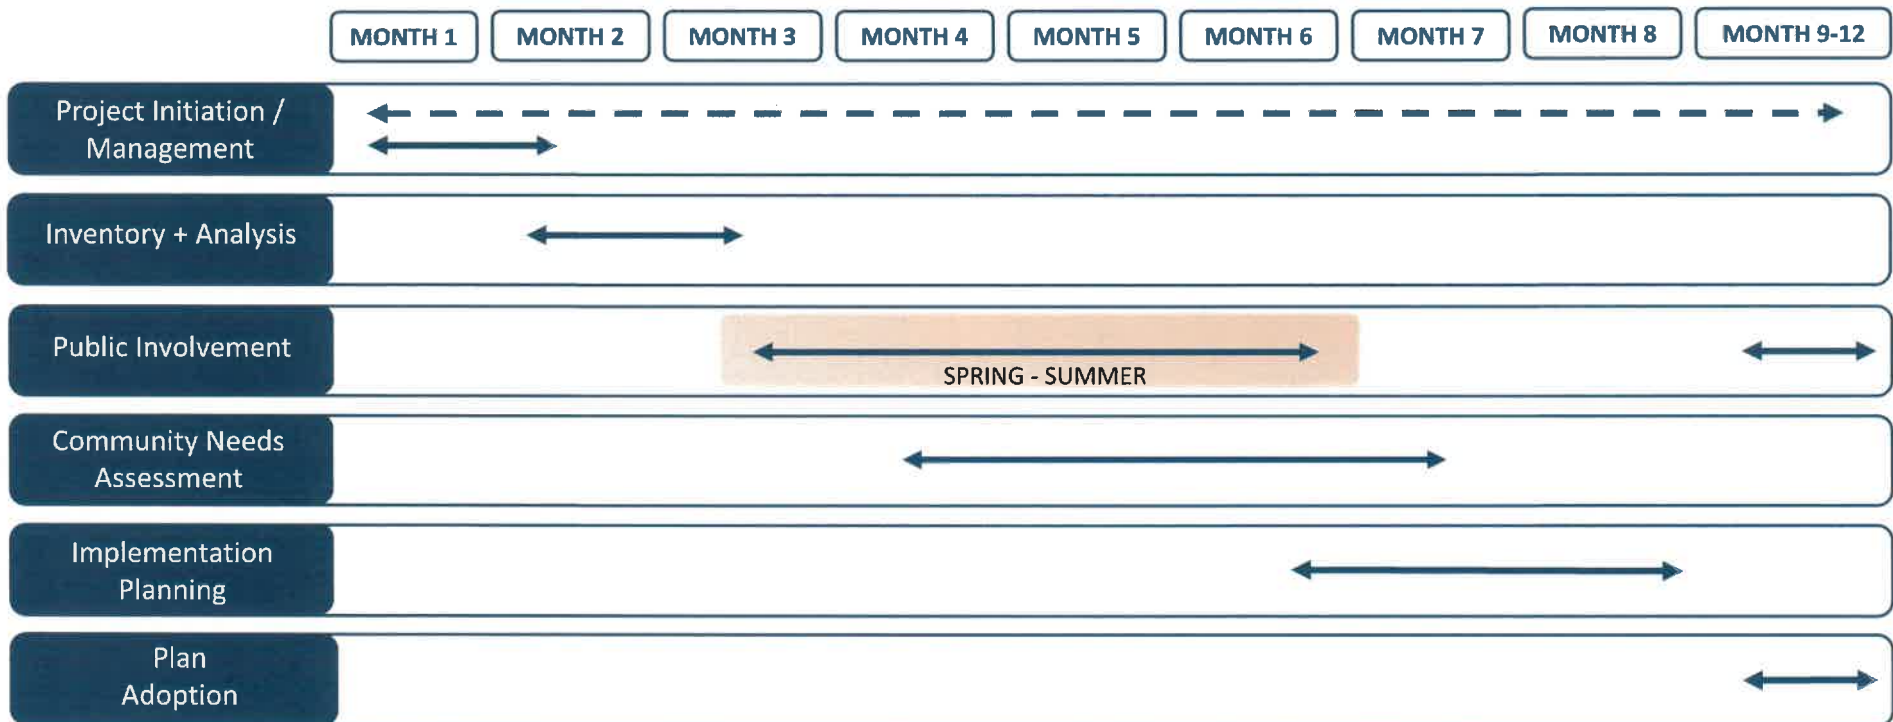 MONTH 1
MONTH 2
MONTH 3
MONTH 4
MONTH 5
MONTH 6
MONTH 7
MONTH 8
MONTH 9-12
Project Initiation /
Management
Inventory + Analysis
Public Involvement
SPRING - SUMMER
Community Needs
Assessment
Implementation
Planning
Plan
Adoption